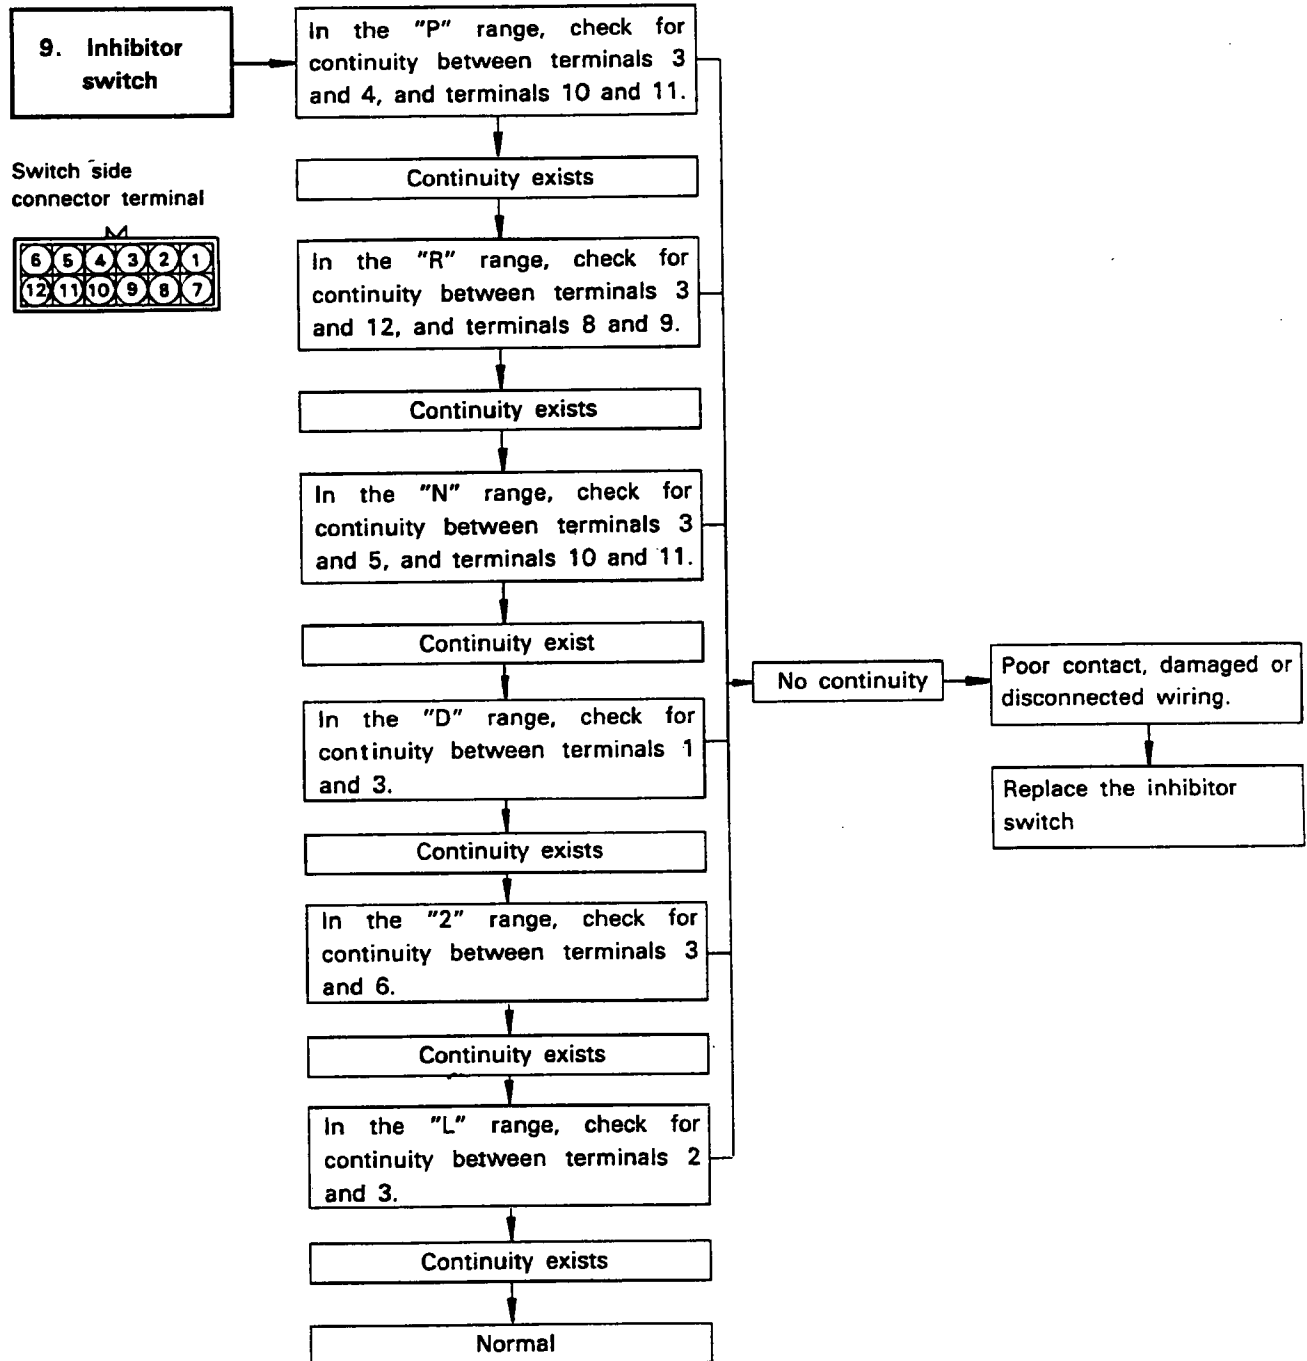 9. Inhibitor
switch
In the "P" range, check for
continuity between terminals 3
and 4, and terminals 10 and 11.
Switch side
connector terminal
6 5 4 3 2 1
12 11 10 9 8 7
Continuity exists
In the "R" range, check for
continuity between terminals 3
and 12, and terminals 8 and 9.
Continuity exists
In the "N" range, check for
continuity between terminals 3
and 5, and terminals 10 and 11.
Continuity exist
In the "D" range, check for
continuity between terminals 1
and 3.
Continuity exists
In the "2" range, check for
continuity between terminals 3
and 6.
Continuity exists
In the "L" range, check for
continuity between terminals 2
and 3.
Continuity exists
Normal
No continuity
Poor contact, damaged or
disconnected wiring.
Replace the inhibitor
switch